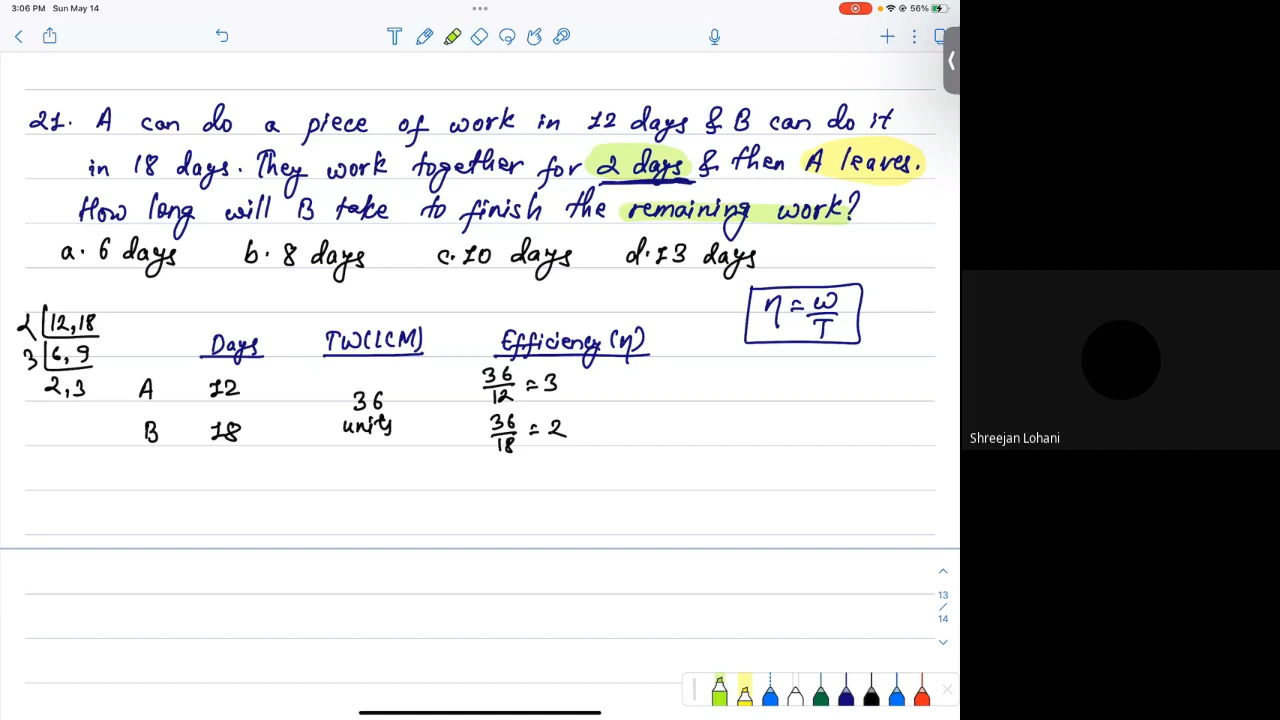 3:06 PM Sun May 14
56%
21. A can do a piece of work in 12 days & B can do it
in 18 days. They work together for 2 days & then A leaves.
How long will B take to finish the remaining work?
a. 6 days b. 8 days c. 10 days d. 13 days
η = w/T
2 | 12, 18
3 | 6, 9
2, 3
Days TW(LCM) Efficiency (η)
A 12 36/12 = 3
36 units
B 18 36/18 = 2
Shreejan Lohani
13
/
14